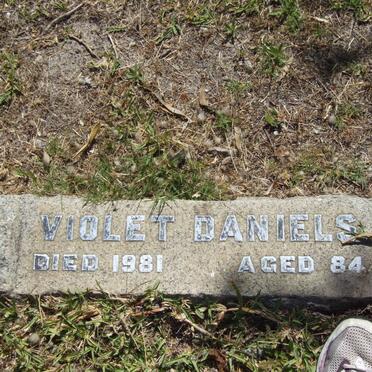 VIOLET DANIELS
DIED 1981 AGED 84